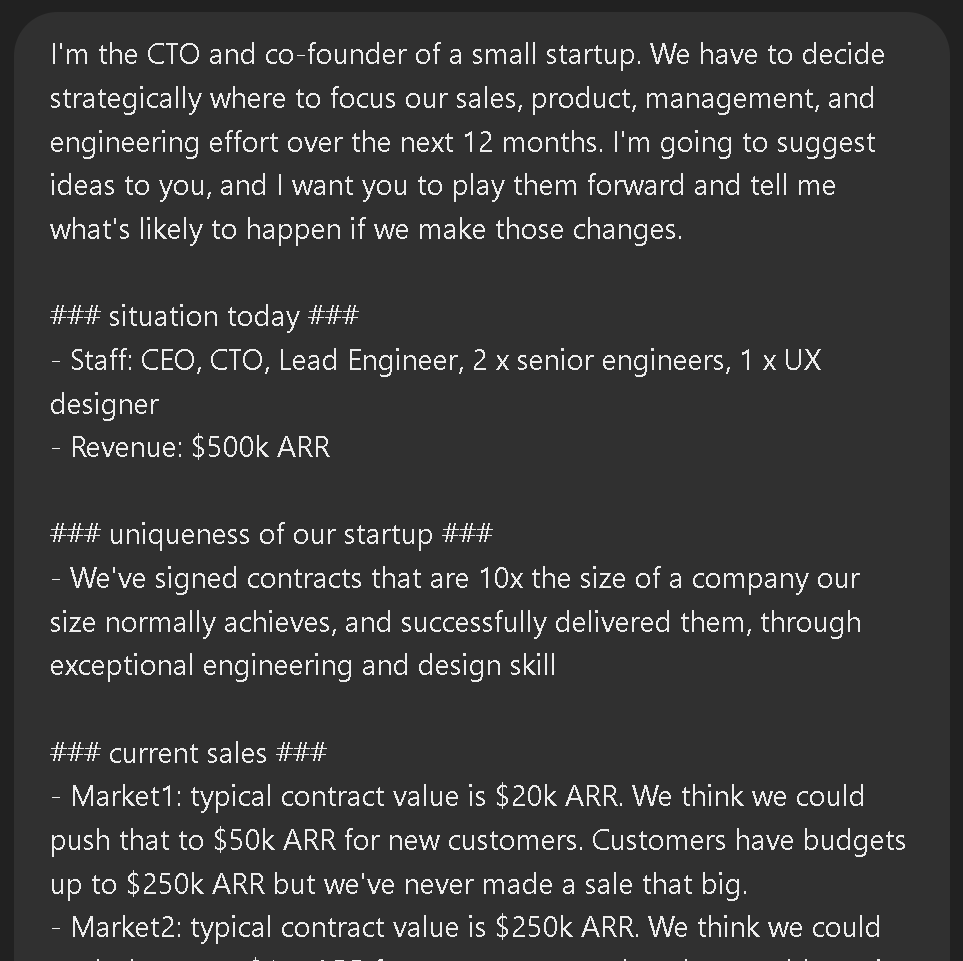 I'm the CTO and co-founder of a small startup. We have to decide
strategically where to focus our sales, product, management, and
engineering effort over the next 12 months. I'm going to suggest
ideas to you, and I want you to play them forward and tell me
what's likely to happen if we make those changes.
### situation today ###
- Staff: CEO, CTO, Lead Engineer, 2 x senior engineers, 1 x UX
designer
- Revenue: $500k ARR
### uniqueness of our startup ###
- We've signed contracts that are 10x the size of a company our
size normally achieves, and successfully delivered them, through
exceptional engineering and design skill
### current sales ###
- Market1: typical contract value is $20k ARR. We think we could
push that to $50k ARR for new customers. Customers have budgets
up to $250k ARR but we've never made a sale that big.
- Market2: typical contract value is $250k ARR. We think we could